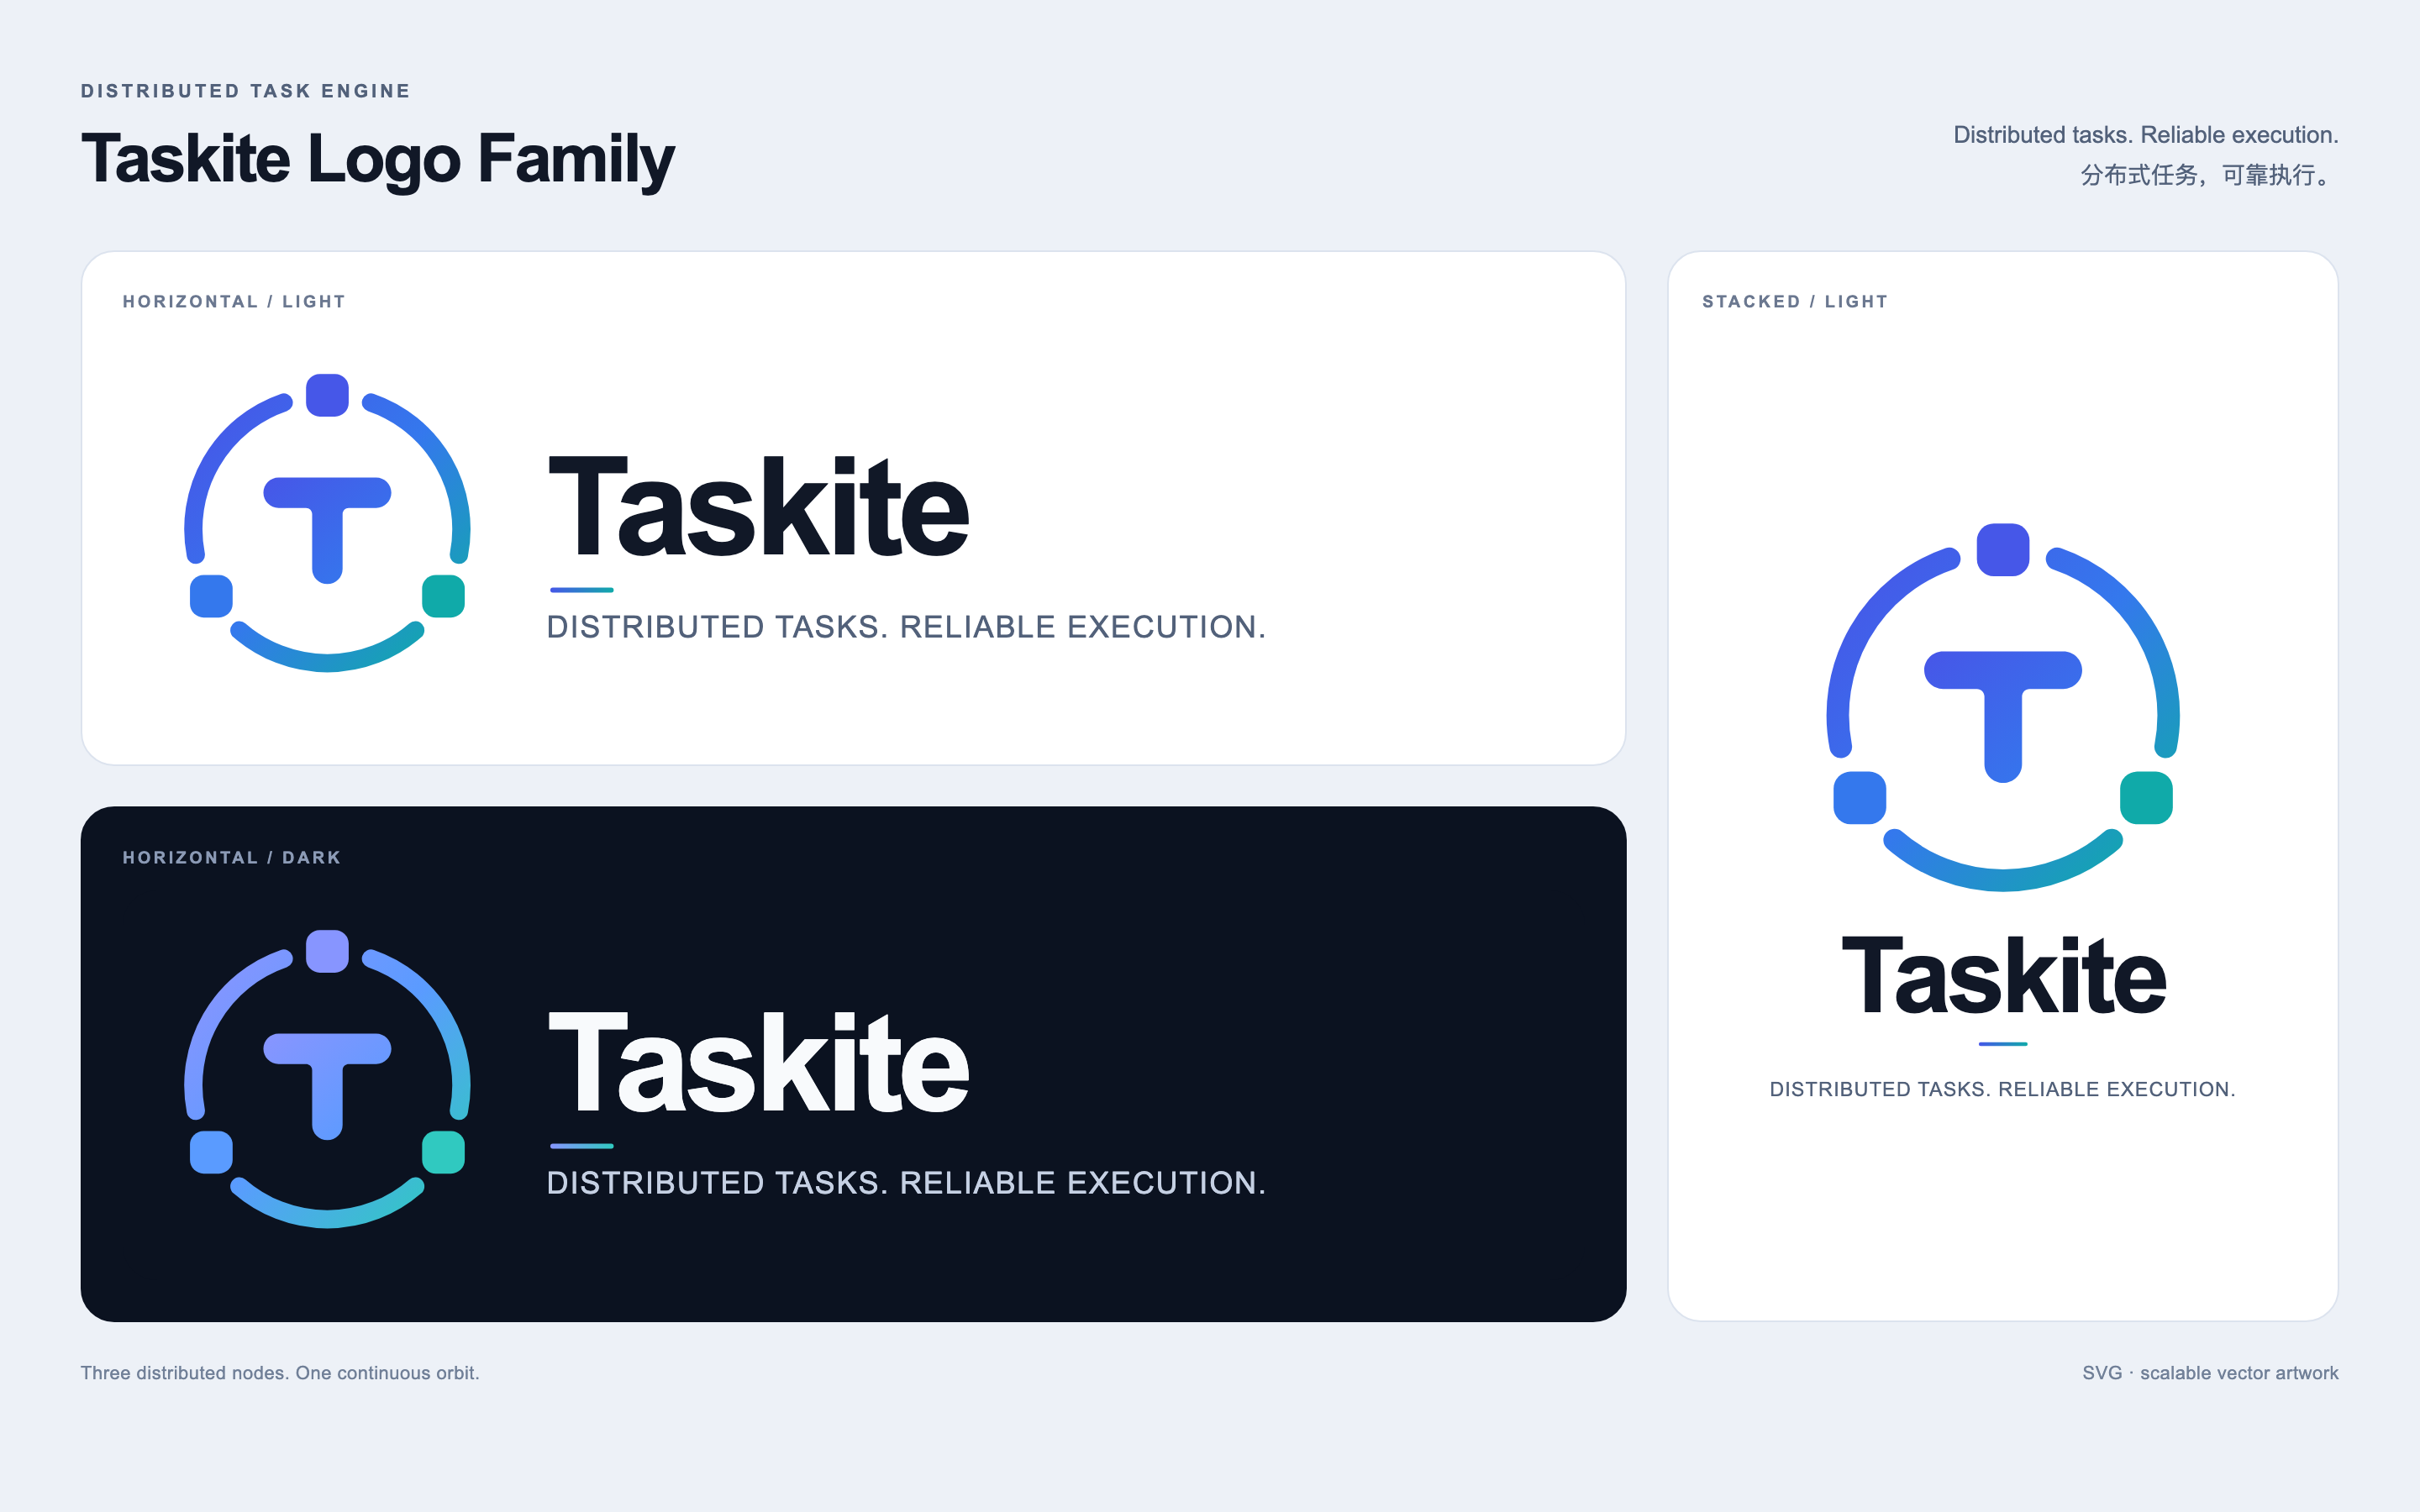 DISTRIBUTED TASK ENGINE
Taskite Logo Family
Distributed tasks. Reliable execution.
分布式任务，可靠执行。
HORIZONTAL / LIGHT
T
Taskite
DISTRIBUTED TASKS. RELIABLE EXECUTION.
HORIZONTAL / DARK
T
Taskite
DISTRIBUTED TASKS. RELIABLE EXECUTION.
STACKED / LIGHT
T
Taskite
DISTRIBUTED TASKS. RELIABLE EXECUTION.
Three distributed nodes. One continuous orbit.
SVG · scalable vector artwork